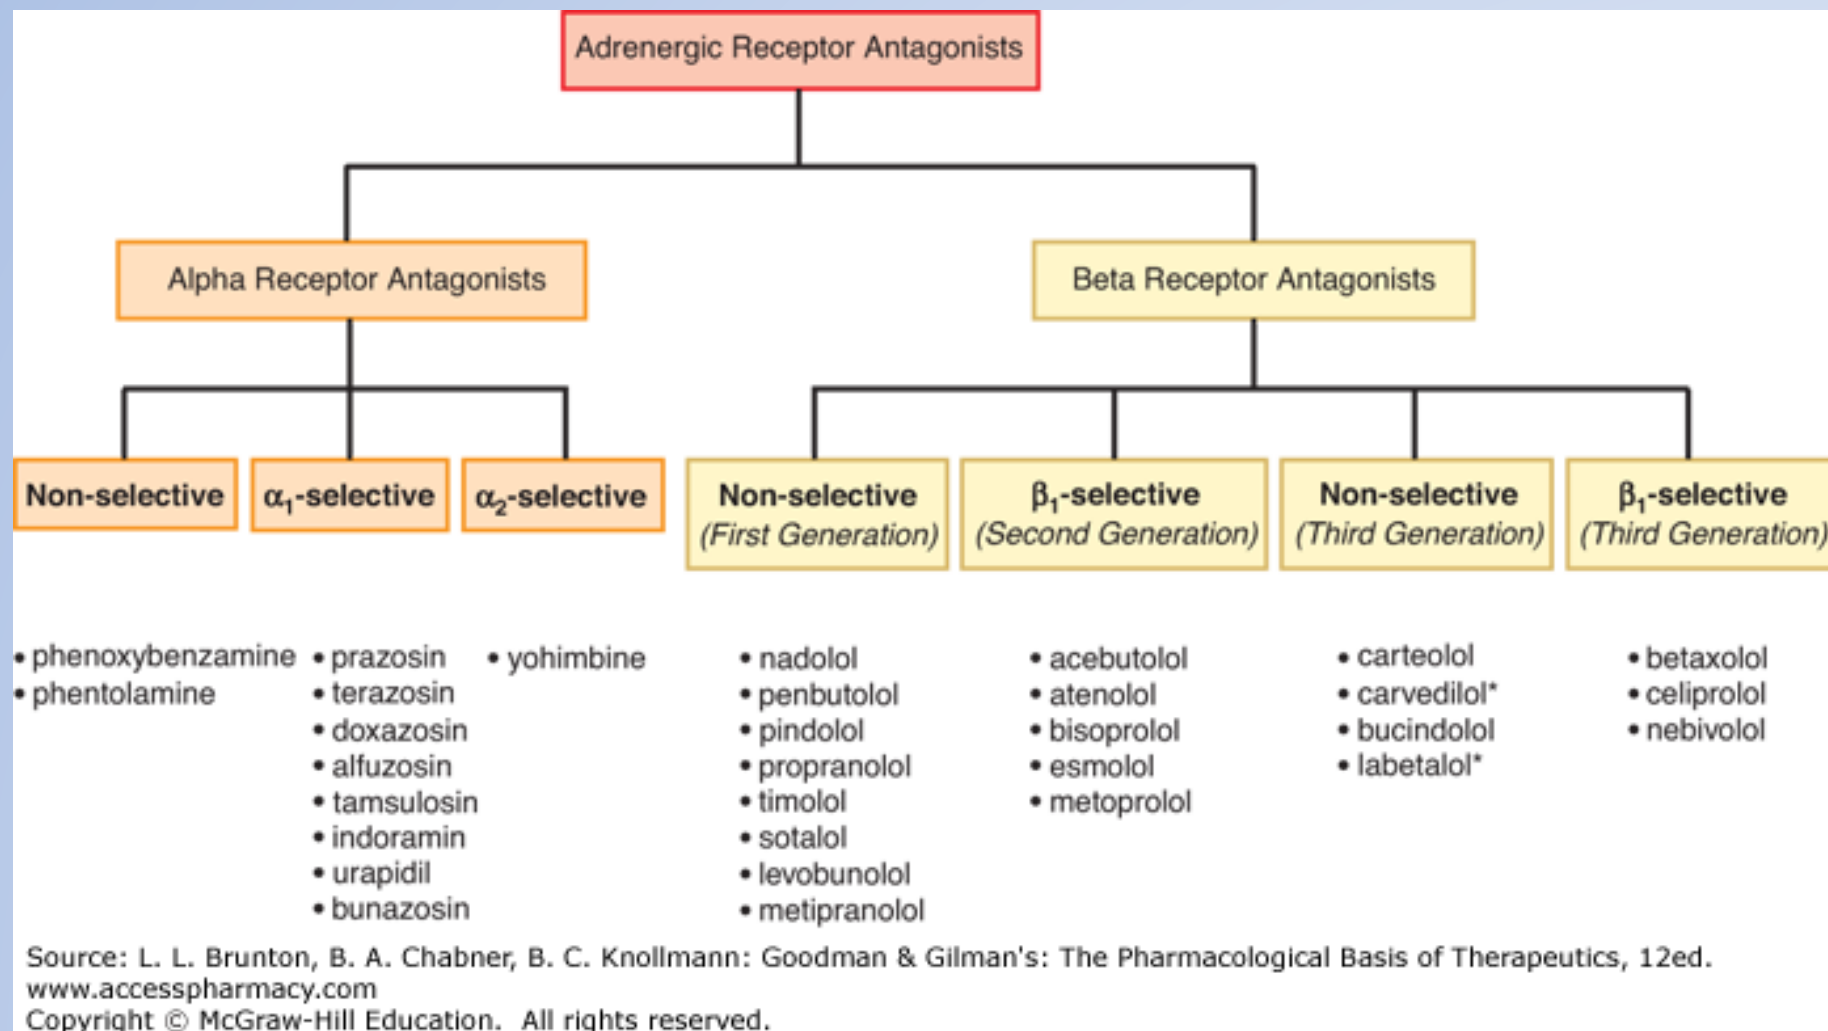 Adrenergic Receptor Antagonists
Alpha Receptor Antagonists
Beta Receptor Antagonists
Non-selective
α₁-selective
α₂-selective
Non-selective
(First Generation)
β₁-selective
(Second Generation)
Non-selective
(Third Generation)
β₁-selective
(Third Generation)
• phenoxybenzamine
• phentolamine
• prazosin
• terazosin
• doxazosin
• alfuzosin
• tamsulosin
• indoramin
• urapidil
• bunazosin
• yohimbine
• nadolol
• penbutolol
• pindolol
• propranolol
• timolol
• sotalol
• levobunolol
• metipranolol
• acebutolol
• atenolol
• bisoprolol
• esmolol
• metoprolol
• carteolol
• carvedilol*
• bucindolol
• labetalol*
• betaxolol
• celiprolol
• nebivolol
Source: L. L. Brunton, B. A. Chabner, B. C. Knollmann: Goodman & Gilman's: The Pharmacological Basis of Therapeutics, 12ed.
www.accesspharmacy.com
Copyright © McGraw-Hill Education. All rights reserved.